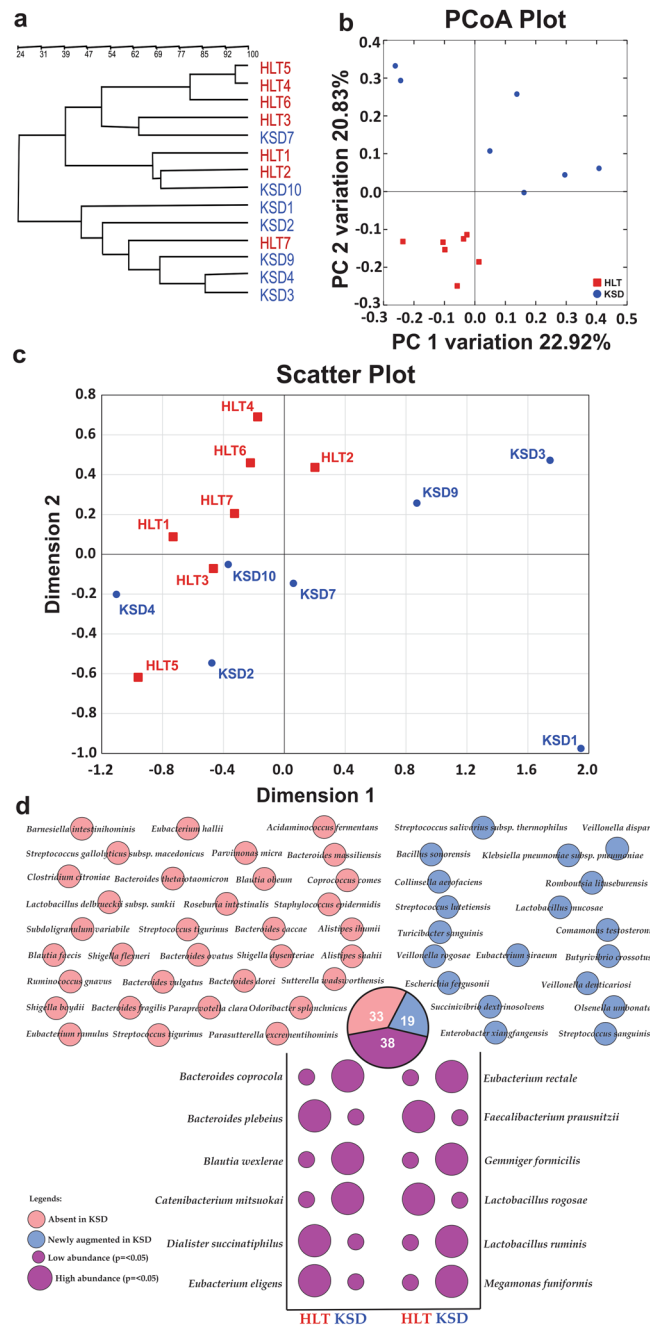 a
24 31 39 46 54 62 69 77 85 92 100
HLT5
HLT4
HLT6
HLT3
KSD7
HLT1
HLT2
KSD10
KSD1
KSD2
HLT7
KSD9
KSD4
KSD3
b
PCoA Plot
PC 2 variation 20.83%
0.4
0.3
0.2
0.1
0.0
-0.1
-0.2
-0.3
-0.3 -0.2 -0.1 0.0 0.1 0.2 0.3 0.4 0.5
HLT
KSD
PC 1 variation 22.92%
c
Scatter Plot
Dimension 2
0.8
0.6
0.4
0.2
0.0
-0.2
-0.4
-0.6
-0.8
-1.0
HLT4
HLT6
HLT2
KSD3
KSD9
HLT7
HLT1
HLT3
KSD10
KSD7
KSD4
HLT5
KSD2
KSD1
-1.2 -0.8 -0.4 0.0 0.4 0.8 1.2 1.6 2.0
Dimension 1
d
Barnesiella intestinihominis Eubacterium hallii Acidaminococcus fermentans Streptococcus salivarius subsp. thermophilus Veillonella dispar
Streptococcus gallolyticus subsp. macedonicus Parvimonas micra Bacteroides massiliensis Bacillus sonorensis Klebsiella pneumoniae subsp. pneumoniae
Clostridium citroniae Bacteroides thetaiotaomicron Blautia obeum Coprococcus comes Collinsella aerofaciens Romboutsia lituseburensis
Lactobacillus delbrueckii subsp. sunkii Roseburia intestinalis Staphylococcus epidermidis Streptococcus lutetiensis Lactobacillus mucosae
Subdoligranulum variabile Streptococcus tigurinus Bacteroides caccae Alistipes ihumii Turicibacter sanguinis Comamonas testosteroni
Blautia faecis Shigella flexneri Bacteroides ovatus Shigella dysenteriae Alistipes shahii Veillonella rogosae Eubacterium siraeum Butyrivibrio crossotus
Ruminococcus gnavus Bacteroides vulgatus Bacteroides dorei Sutterella wadsworthensis Escherichia fergusonii Veillonella denticariosi
Shigella boydii Bacteroides fragilis Paraprevotella clara Odoribacter splanchnicus Succinivibrio dextrinosolvens Olsenella umbonata
Eubacterium ramulus Streptococcus tigurinus Parasutterella excrementihominis Enterobacter xiangfangensis Streptococcus sanguinis
33
19
38
Bacteroides coprocola Eubacterium rectale
Bacteroides plebeius Faecalibacterium prausnitzii
Blautia wexlerae Gemmiger formicilis
Catenibacterium mitsuokai Lactobacillus rogosae
Dialister succinatiphilus Lactobacillus ruminis
Eubacterium eligens Megamonas funiformis
Legends:
Absent in KSD
Newly augmented in KSD
Low abundance (p=<0.05)
High abundance (p=<0.05)
HLT KSD HLT KSD